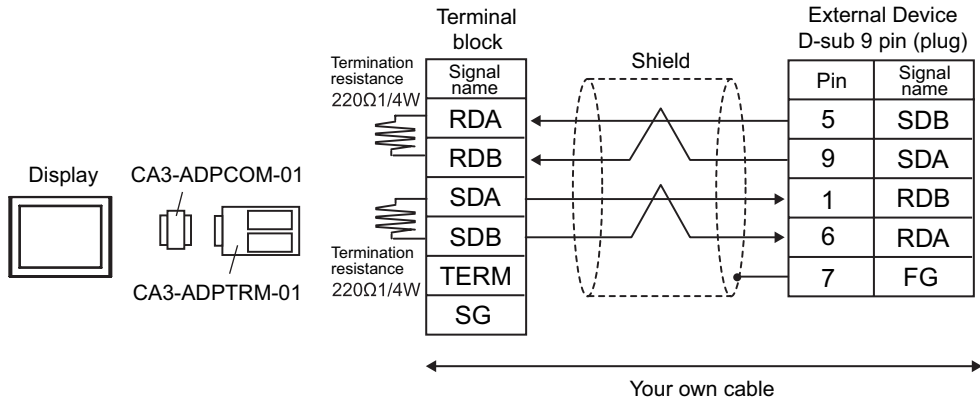 Terminal
block
External Device
D-sub 9 pin (plug)
Termination
resistance
220Ω1/4W
Shield
Signal
name
Pin
Signal
name
RDA
5
SDB
RDB
9
SDA
Display
CA3-ADPCOM-01
SDA
1
RDB
SDB
6
RDA
Termination
resistance
220Ω1/4W
CA3-ADPTRM-01
TERM
7
FG
SG
Your own cable